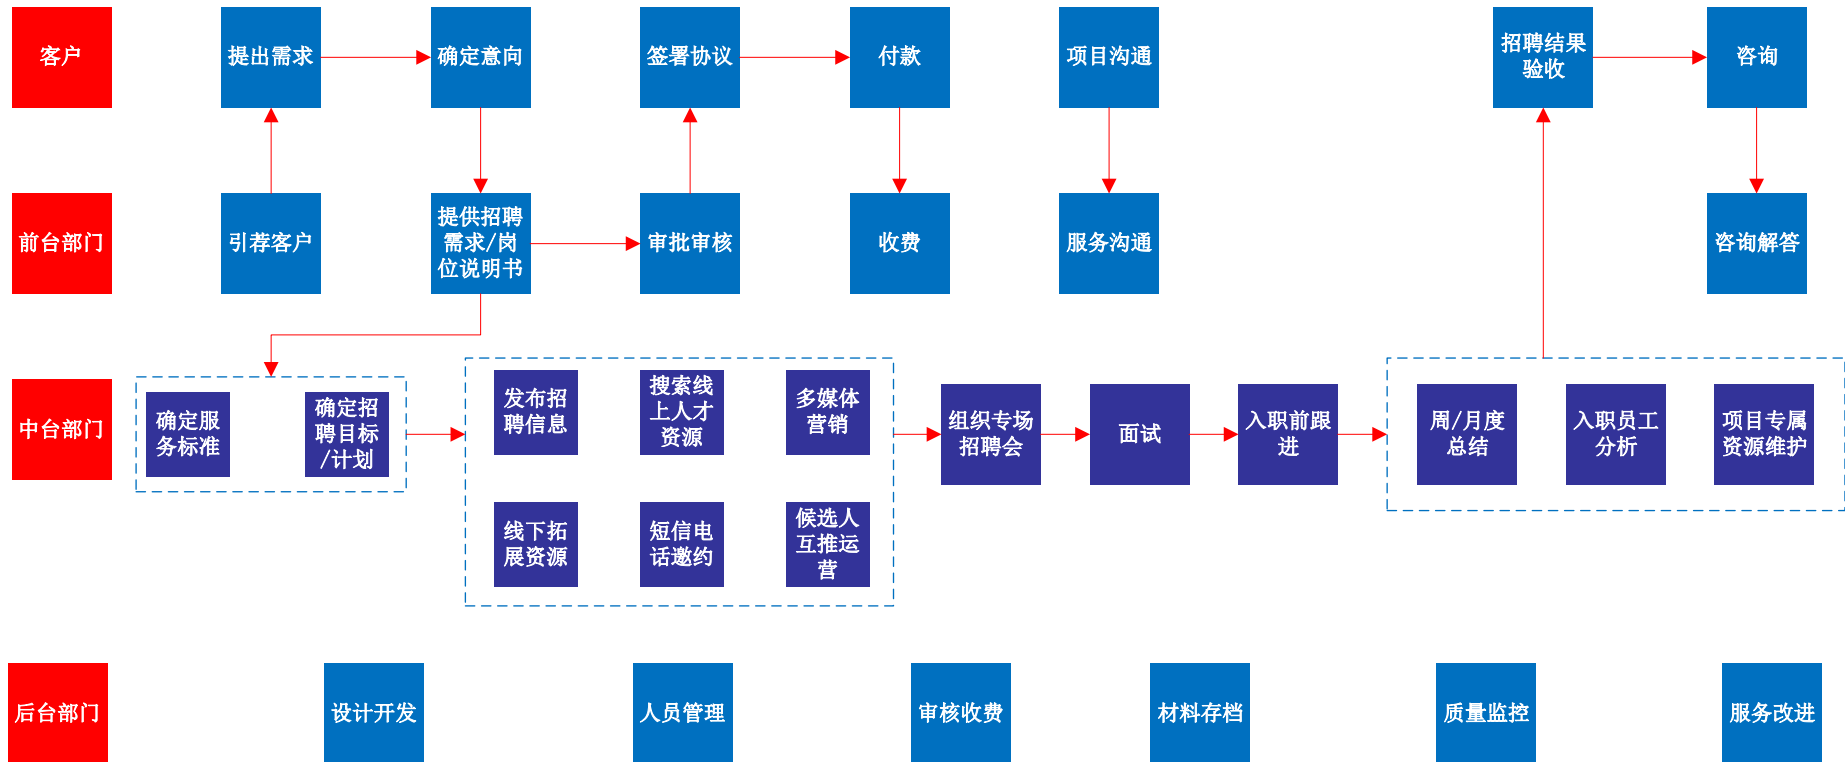 客户
提出需求
确定意向
签署协议
付款
项目沟通
招聘结果
验收
咨询
前台部门
引荐客户
提供招聘
需求/岗
位说明书
审批审核
收费
服务沟通
咨询解答
中台部门
确定服
务标准
确定招
聘目标
/计划
发布招
聘信息
搜索线
上人才
资源
多媒体
营销
线下拓
展资源
短信电
话邀约
候选人
互推运
营
组织专场
招聘会
面试
入职前跟
进
周/月度
总结
入职员工
分析
项目专属
资源维护
后台部门
设计开发
人员管理
审核收费
材料存档
质量监控
服务改进